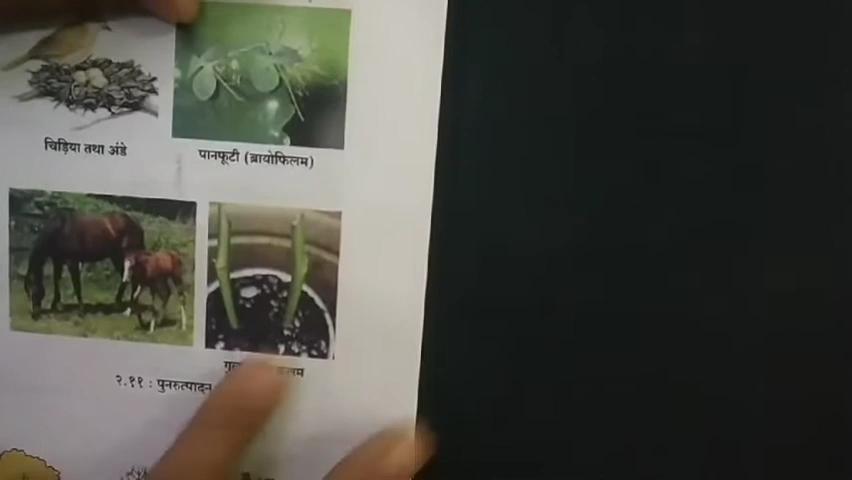 चिड़िया तथा अंडे
पानफूटी (ब्रायोफिलम)
२.११ : पुनरुत्पादन